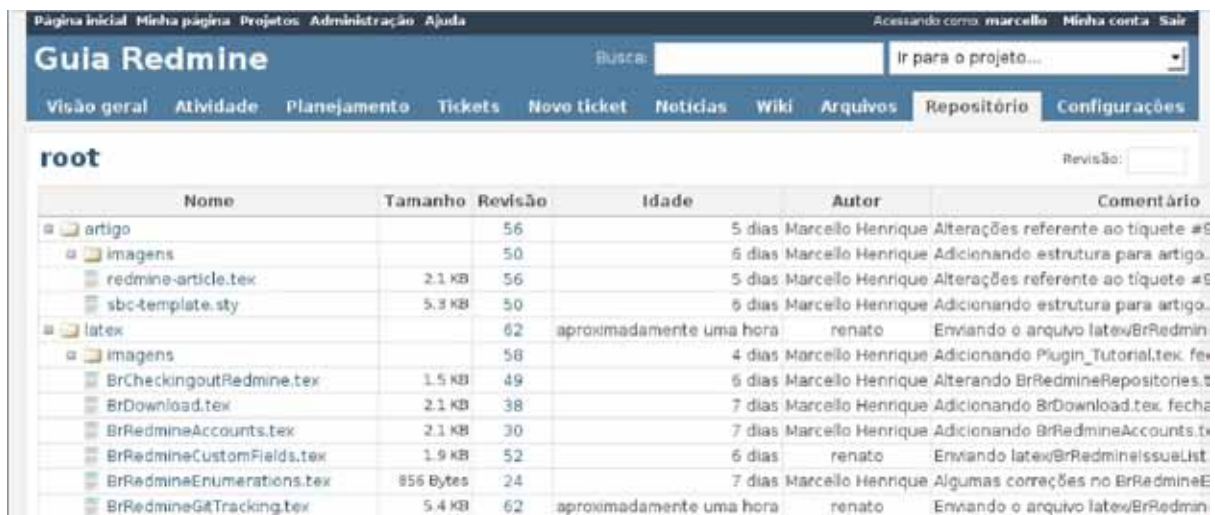 Página inicial Minha página Projetos Administração Ajuda Acessando como: marcello Minha conta Sair
Guia Redmine Busca: Ir para o projeto...
Visão geral Atividade Planejamento Tickets Novo ticket Notícias Wiki Arquivos Repositório Configurações
root Revisão:
Nome Tamanho Revisão Idade Autor Comentário
artigo 56 5 dias Marcello Henrique Alterações referente ao tíquete #9
imagens 50 6 dias Marcello Henrique Adicionando estrutura para artigo.
redmine-article.tex 2.1 KB 56 5 dias Marcello Henrique Alterações referente ao tíquete #9
sbc-template.sty 5.3 KB 50 6 dias Marcello Henrique Adicionando estrutura para artigo.
latex 62 aproximadamente uma hora renato Enviando o arquivo latex/BrRedmin
imagens 58 4 dias Marcello Henrique Adicionando Plugin_Tutorial.tex. fe
BrCheckingoutRedmine.tex 1.5 KB 49 6 dias Marcello Henrique Alterando BrRedmineRepositories.t
BrDownload.tex 2.1 KB 38 7 dias Marcello Henrique Adicionando BrDownload.tex. fecha
BrRedmineAccounts.tex 2.1 KB 30 7 dias Marcello Henrique Adicionando BrRedmineAccounts.t
BrRedmineCustomFields.tex 1.9 KB 52 6 dias renato Enviando latex/BrRedmineIssueList
BrRedmineEnumerations.tex 856 Bytes 24 7 dias Marcello Henrique Algumas correções no BrRedmineE
BrRedmineGitTracking.tex 5.4 KB 62 aproximadamente uma hora renato Enviando o arquivo latex/BrRedmin